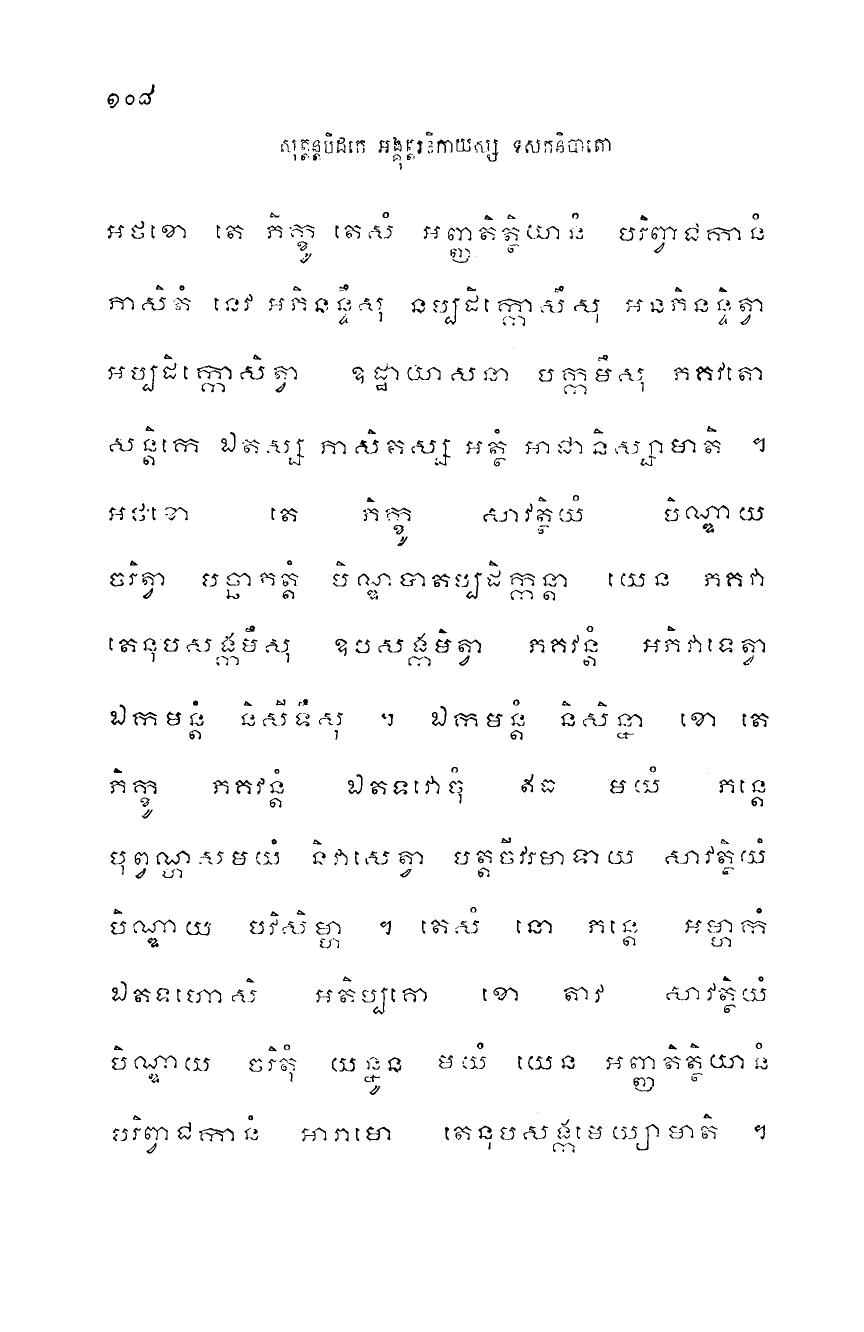 ១០៨
សុត្តន្តបិដកេ អង្គុត្តរនិកាយស្ស ទសកនិបាតោ
អថខោ តេ ភិក្ខូ តេសំ អញ្ញតិត្ថិយានំ បរិព្វាជកានំ
ភាសិតំ នេវ អភិនន្ទឹសុ នប្បដិក្កោសឹសុ អនភិនន្ទិត្វា
អប្បដិក្កោសិត្វា ឧដ្ឋាយាសនា បក្កមឹសុ ភគវតោ
សន្តិកេ ឯតស្ស ភាសិតស្ស អត្ថំ អាជានិស្សាមាតិ ។
អថខោ តេ ភិក្ខូ សាវត្ថិយំ បិណ្ឌាយ
ចរិត្វា បច្ឆាភត្តំ បិណ្ឌបាតប្បដិក្កន្តា យេន ភគវា
តេនុបសង្កមឹសុ ឧបសង្កមិត្វា ភគវន្តំ អភិវាទេត្វា
ឯកមន្តំ និសីទឹសុ ។ ឯកមន្តំ និសិន្នា ខោ តេ
ភិក្ខូ ភគវន្តំ ឯតទវោចុំ ឥធ មយំ ភន្តេ
បុព្វណ្ហសមយំ និវាសេត្វា បត្តចីវរមាទាយ សាវត្ថិយំ
បិណ្ឌាយ បវិសិម្ហា ។ តេសំ នោ ភន្តេ អម្ហាកំ
ឯតទហោសិ អតិប្បគោ ខោ តាវ សាវត្ថិយំ
បិណ្ឌាយ ចរិតុំ យន្នូន មយំ យេន អញ្ញតិត្ថិយានំ
បរិព្វាជកានំ អារាមោ តេនុបសង្កមេយ្យាមាតិ ។